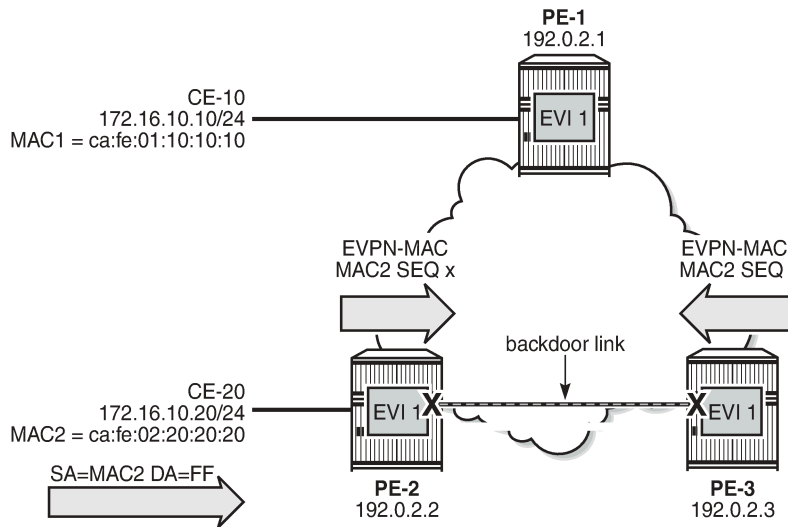 PE-1
192.0.2.1
EVI 1
CE-10
172.16.10.10/24
MAC1 = ca:fe:01:10:10:10
EVPN-MAC
MAC2 SEQ x
EVPN-MAC
MAC2 SEQ
backdoor link
CE-20
172.16.10.20/24
MAC2 = ca:fe:02:20:20:20
EVI 1
X
X
EVI 1
SA=MAC2 DA=FF
PE-2
192.0.2.2
PE-3
192.0.2.3